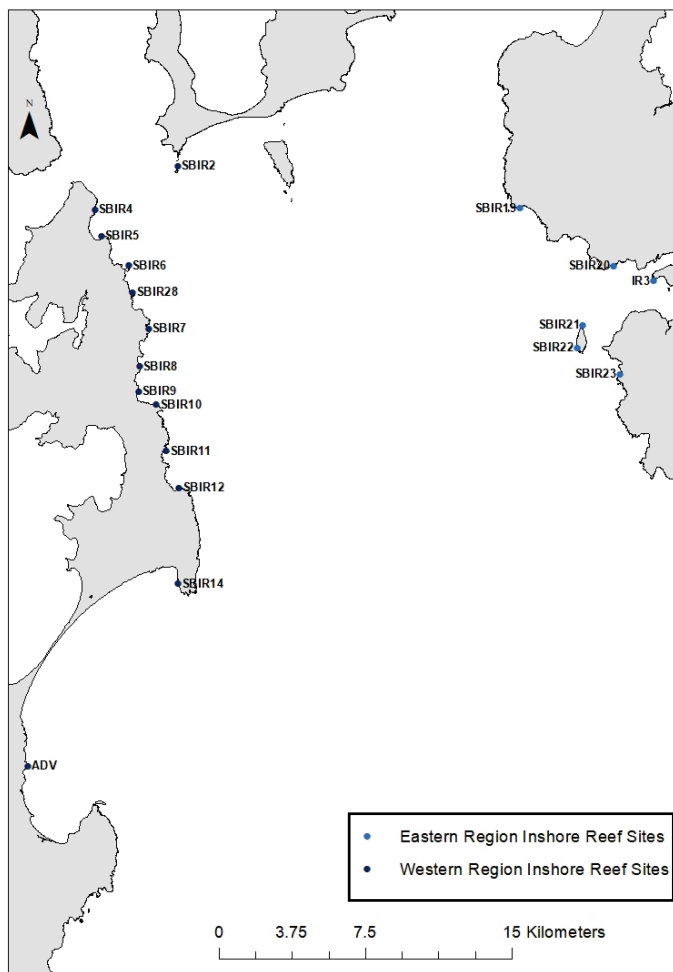 N
SBIR2
SBIR4
SBIR19
SBIR5
SBIR6
SBIR20
IR3
SBIR28
SBIR21
SBIR7
SBIR22
SBIR8
SBIR23
SBIR9
SBIR10
SBIR11
SBIR12
SBIR14
ADV
Eastern Region Inshore Reef Sites
Western Region Inshore Reef Sites
0 3.75 7.5 15 Kilometers